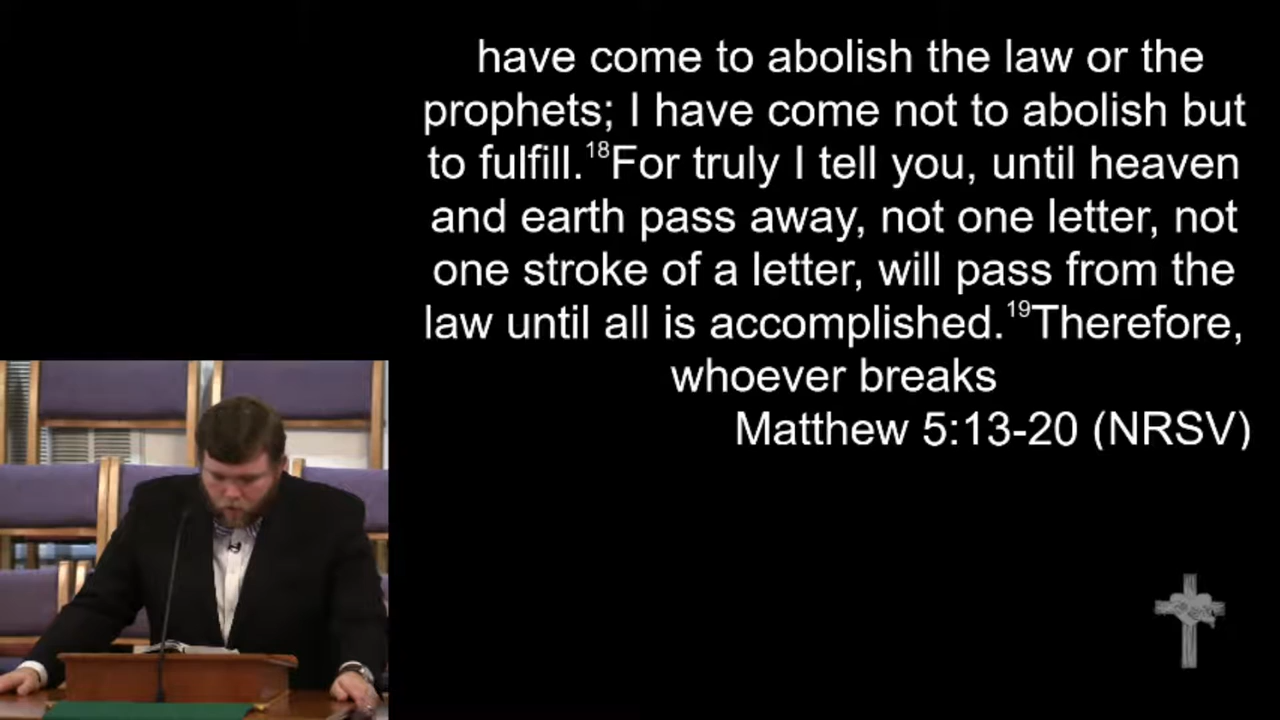 have come to abolish the law or the
prophets; I have come not to abolish but
to fulfill.¹⁸For truly I tell you, until heaven
and earth pass away, not one letter, not
one stroke of a letter, will pass from the
law until all is accomplished.¹⁹Therefore,
whoever breaks
Matthew 5:13-20 (NRSV)